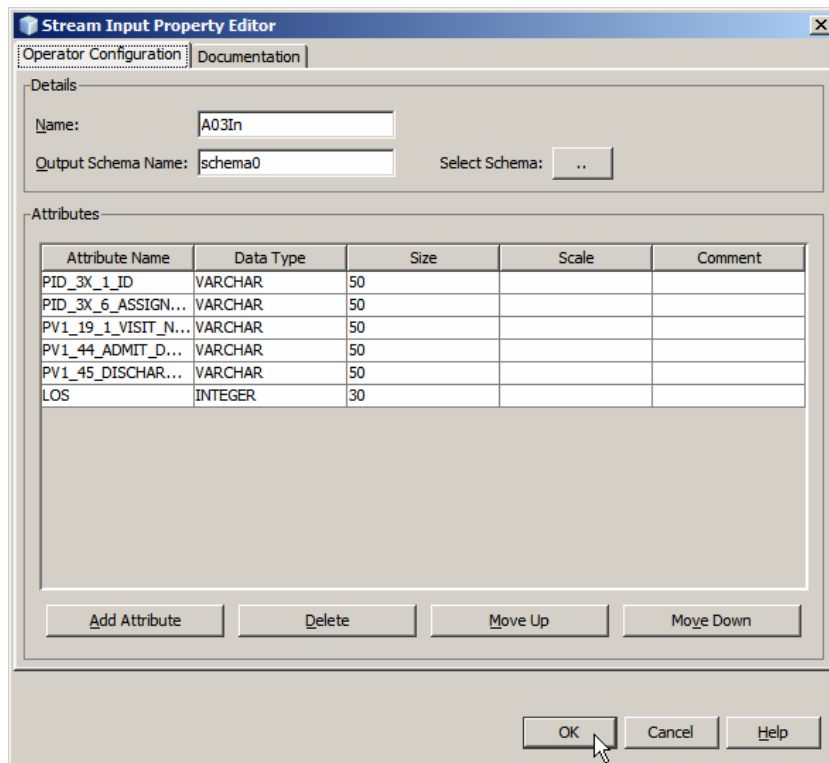 Stream Input Property Editor
Operator Configuration Documentation
Details
Name: A03In
Output Schema Name: schema0 Select Schema: ..
Attributes
Attribute Name Data Type Size Scale Comment
PID_3X_1_ID VARCHAR 50
PID_3X_6_ASSIGN... VARCHAR 50
PV1_19_1_VISIT_N... VARCHAR 50
PV1_44_ADMIT_D... VARCHAR 50
PV1_45_DISCHAR... VARCHAR 50
LOS INTEGER 30
Add Attribute Delete Move Up Move Down
OK Cancel Help